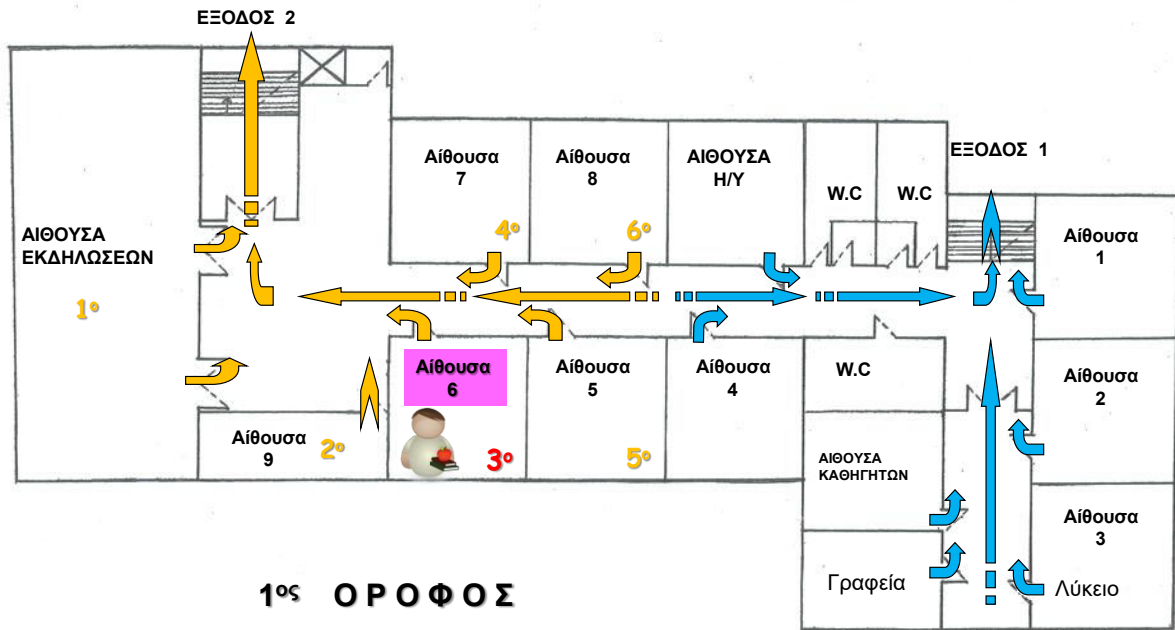 ΕΞΟΔΟΣ 2
Αίθουσα
7
4ο
Αίθουσα
8
6ο
ΑΙΘΟΥΣΑ
Η/Υ
W.C
W.C
ΕΞΟΔΟΣ 1
Αίθουσα
1
ΑΙΘΟΥΣΑ
ΕΚΔΗΛΩΣΕΩΝ
1ο
Αίθουσα
9
2ο
Αίθουσα
6
3ο
Αίθουσα
5
5ο
Αίθουσα
4
W.C
Αίθουσα
2
ΑΙΘΟΥΣΑ
ΚΑΘΗΓΗΤΩΝ
Αίθουσα
3
Γραφεία
Λύκειο
1ος ΟΡΟΦΟΣ